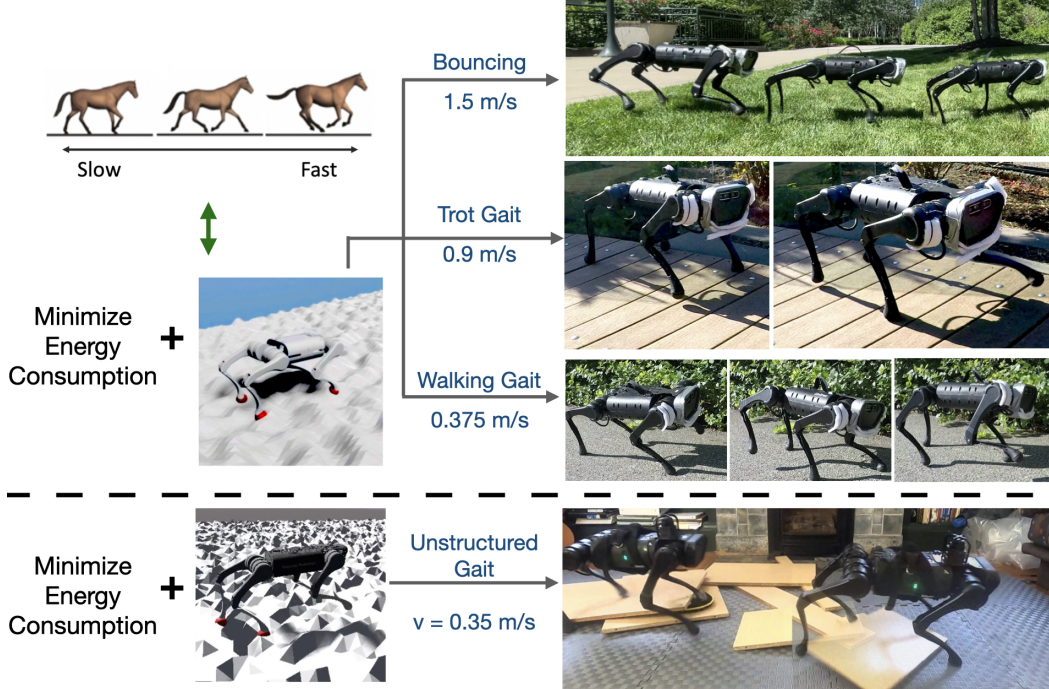 Bouncing
1.5 m/s
Slow
Fast
Trot Gait
0.9 m/s
Minimize
Energy
Consumption
+
Walking Gait
0.375 m/s
Minimize
Energy
Consumption
+
Unstructured
Gait
v = 0.35 m/s